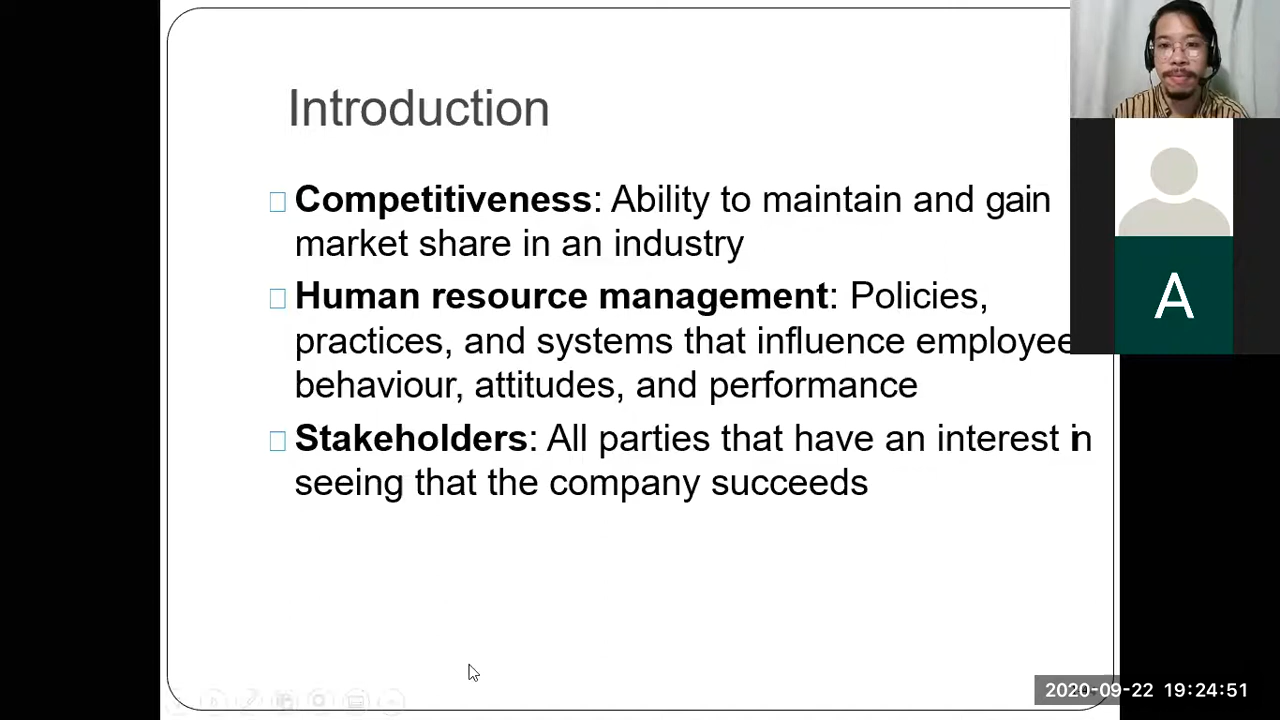 Introduction
Competitiveness: Ability to maintain and gain
market share in an industry
Human resource management: Policies,
practices, and systems that influence employee
behaviour, attitudes, and performance
Stakeholders: All parties that have an interest in
seeing that the company succeeds
A
2020-09-22 19:24:51